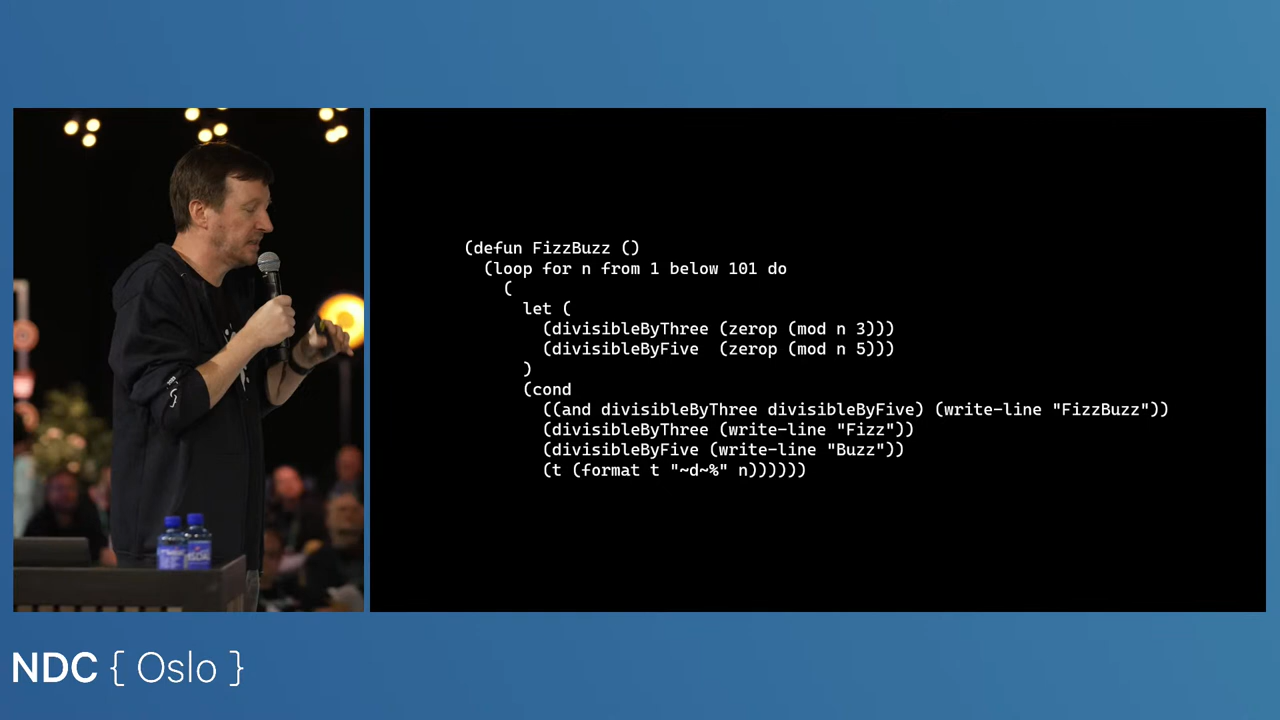 (defun FizzBuzz ()
(loop for n from 1 below 101 do
(
let (
(divisibleByThree (zerop (mod n 3)))
(divisibleByFive  (zerop (mod n 5)))
)
(cond
((and divisibleByThree divisibleByFive) (write-line "FizzBuzz"))
(divisibleByThree (write-line "Fizz"))
(divisibleByFive (write-line "Buzz"))
(t (format t "~d~%" n))))))
NDC { Oslo }